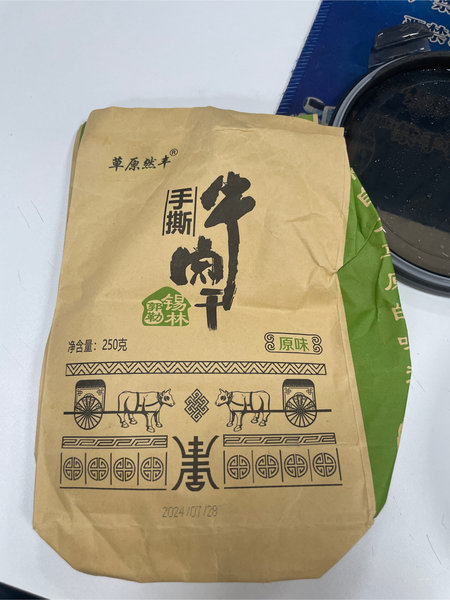 草原然丰®
手撕
牛肉干
锡林
郭勒
净含量：250克
原味
2024/07/28